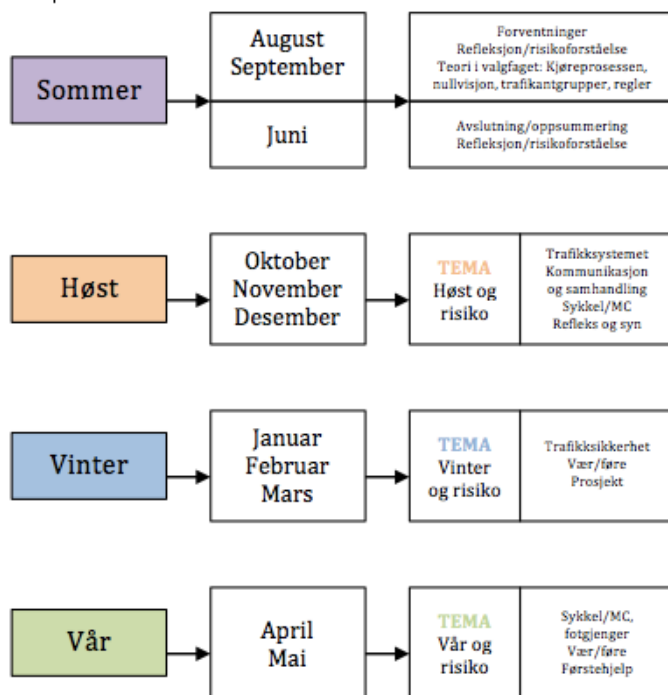 Sommer
August
September
Forventninger
Refleksjon/risikoforståelse
Teori i valgfaget: Kjøreprosessen,
nullvisjon, trafikantgrupper, regler
Juni
Avslutning/oppsummering
Refleksjon/risikoforståelse
Høst
Oktober
November
Desember
TEMA
Høst og
risiko
Trafikksystemet
Kommunikasjon
og samhandling
Sykkel/MC
Refleks og syn
Vinter
Januar
Februar
Mars
TEMA
Vinter
og risiko
Trafikksikkerhet
Vær/føre
Prosjekt
Vår
April
Mai
TEMA
Vår og
risiko
Sykkel/MC,
fotgjenger
Vær/føre
Førstehjelp